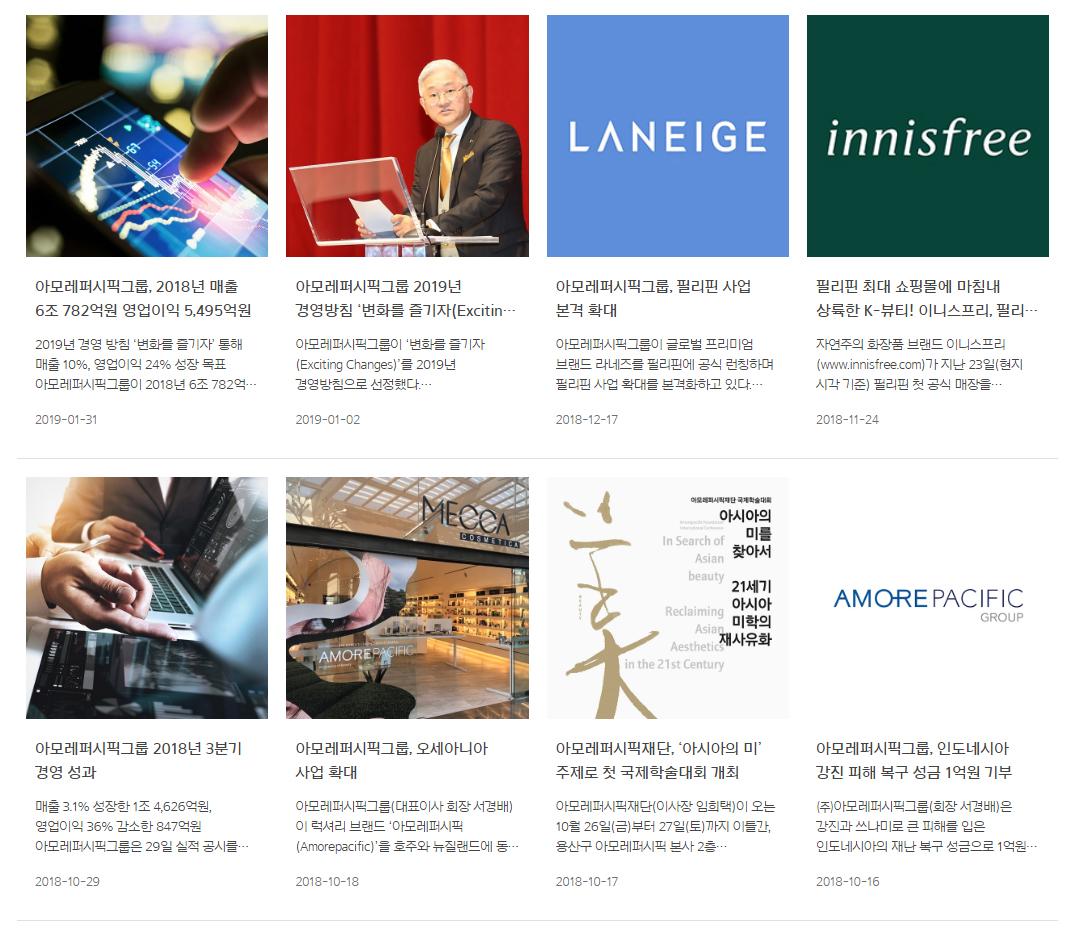 LANEIGE
innisfree
아모레퍼시픽그룹, 2018년 매출
6조 782억원 영업이익 5,495억원
2019년 경영 방침 ‘변화를 즐기자’ 통해
매출 10%, 영업이익 24% 성장 목표
아모레퍼시픽그룹이 2018년 6조 782억…
2019-01-31
아모레퍼시픽그룹 2019년
경영방침 ‘변화를 즐기자(Excitin…
아모레퍼시픽그룹이 ‘변화를 즐기자
(Exciting Changes)’를 2019년
경영방침으로 선정했다.…
2019-01-02
아모레퍼시픽그룹, 필리핀 사업
본격 확대
아모레퍼시픽그룹이 글로벌 프리미엄
브랜드 라네즈를 필리핀에 공식 런칭하며
필리핀 사업 확대를 본격화하고 있다.…
2018-12-17
필리핀 최대 쇼핑몰에 마침내
상륙한 K-뷰티! 이니스프리, 필리…
자연주의 화장품 브랜드 이니스프리
(www.innisfree.com)가 지난 23일(현지
시각 기준) 필리핀 첫 공식 매장을…
2018-11-24
MECCA
COSMETICA
AMOREPACIFIC
아모레퍼시픽재단 국제학술대회
아시아의
미를
찾아서
In Search of
Asian
beauty
21세기
아시아
미학의
재사유화
Reclaiming
Asian
Aesthetics
in the 21st Century
AMOREPACIFIC
GROUP
아모레퍼시픽그룹 2018년 3분기
경영 성과
매출 3.1% 성장한 1조 4,626억원,
영업이익 36% 감소한 847억원
아모레퍼시픽그룹은 29일 실적 공시를…
2018-10-29
아모레퍼시픽그룹, 오세아니아
사업 확대
아모레퍼시픽그룹(대표이사 회장 서경배)
이 럭셔리 브랜드 ‘아모레퍼시픽
(Amorepacific)’을 호주와 뉴질랜드에 동…
2018-10-18
아모레퍼시픽재단, ‘아시아의 미’
주제로 첫 국제학술대회 개최
아모레퍼시픽재단(이사장 임희택)이 오는
10월 26일(금)부터 27일(토)까지 이틀간,
용산구 아모레퍼시픽 본사 2층…
2018-10-17
아모레퍼시픽그룹, 인도네시아
강진 피해 복구 성금 1억원 기부
(주)아모레퍼시픽그룹(회장 서경배)은
강진과 쓰나미로 큰 피해를 입은
인도네시아의 재난 복구 성금으로 1억원…
2018-10-16